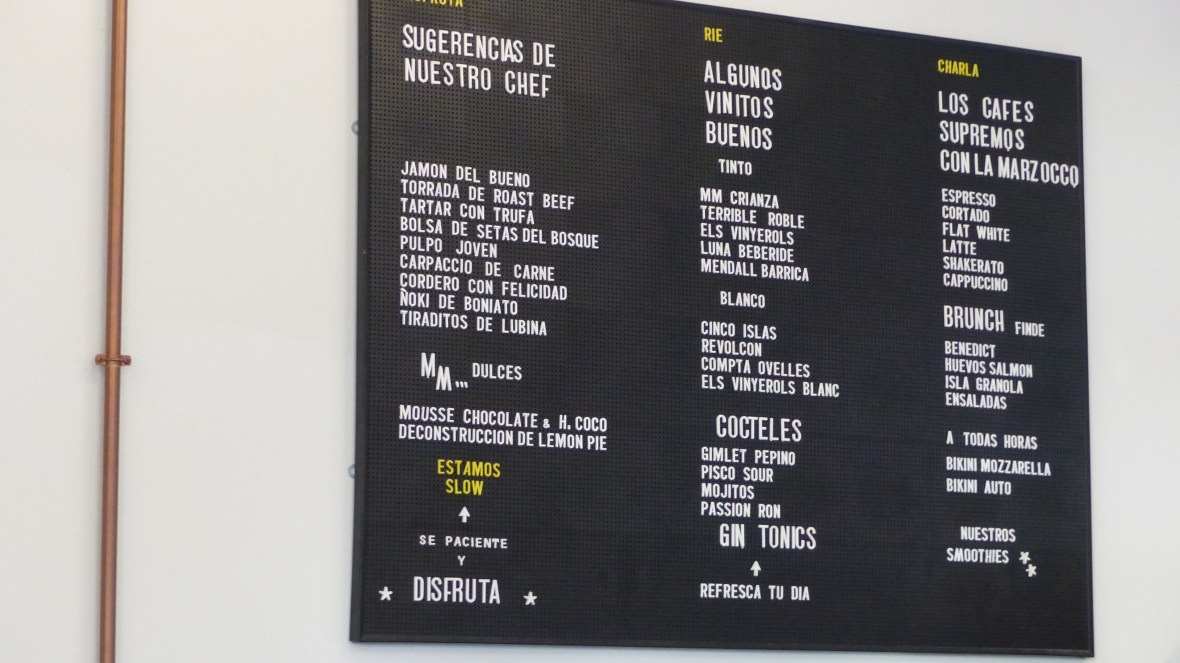 DISFRUTA
SUGERENCIAS DE
NUESTRO CHEF
JAMON DEL BUENO
TORRADA DE ROAST BEEF
TARTAR CON TRUFA
BOLSA DE SETAS DEL BOSQUE
PULPO JOVEN
CARPACCIO DE CARNE
CORDERO CON FELICIDAD
ÑOKI DE BONIATO
TIRADITOS DE LUBINA
MM... DULCES
MOUSSE CHOCOLATE & H. COCO
DECONSTRUCCION DE LEMON PIE
ESTAMOS
SLOW
SE PACIENTE
Y
DISFRUTA
RIE
ALGUNOS
VINITOS
BUENOS
TINTO
MM CRIANZA
TERRIBLE ROBLE
ELS VINYEROLS
LUNA BEBERIDE
MENDALL BARRICA
BLANCO
CINCO ISLAS
REVOLCON
COMPTA OVELLES
ELS VINYEROLS BLANC
COCTELES
GIMLET PEPINO
PISCO SOUR
MOJITOS
PASSION RON
GIN TONICS
REFRESCA TU DIA
CHARLA
LOS CAFES
SUPREMOS
CON LA MARZOCCO
ESPRESSO
CORTADO
FLAT WHITE
LATTE
SHAKERATO
CAPPUCCINO
BRUNCH FINDE
BENEDICT
HUEVOS SALMON
ISLA GRANOLA
ENSALADAS
A TODAS HORAS
BIKINI MOZZARELLA
BIKINI AUTO
NUESTROS
SMOOTHIES